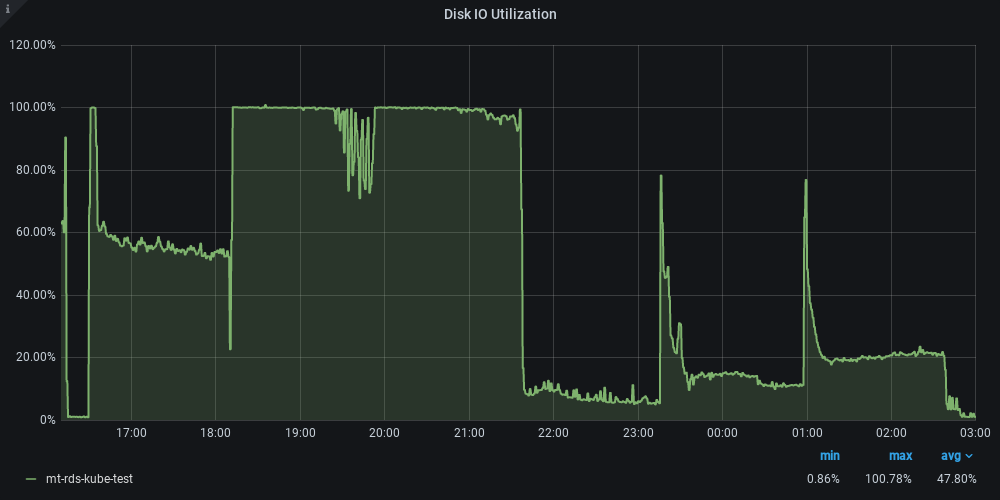 i
Disk IO Utilization
120.00%
100.00%
80.00%
60.00%
40.00%
20.00%
0%
17:00 18:00 19:00 20:00 21:00 22:00 23:00 00:00 01:00 02:00 03:00
min max avg
mt-rds-kube-test 0.86% 100.78% 47.80%